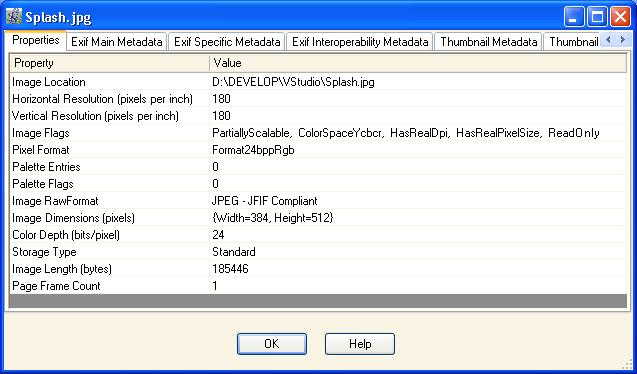 Splash.jpg
Properties Exif Main Metadata Exif Specific Metadata Exif Interoperability Metadata Thumbnail Metadata Thumbnail
Property Value
Image Location D:\DEVELOP\VStudio\Splash.jpg
Horizontal Resolution (pixels per inch) 180
Vertical Resolution (pixels per inch) 180
Image Flags PartiallyScalable, ColorSpaceYcbcr, HasRealDpi, HasRealPixelSize, ReadOnly
Pixel Format Format24bppRgb
Palette Entries 0
Palette Flags 0
Image RawFormat JPEG - JFIF Compliant
Image Dimensions (pixels) {Width=384, Height=512}
Color Depth (bits/pixel) 24
Storage Type Standard
Image Length (bytes) 185446
Page Frame Count 1
OK Help